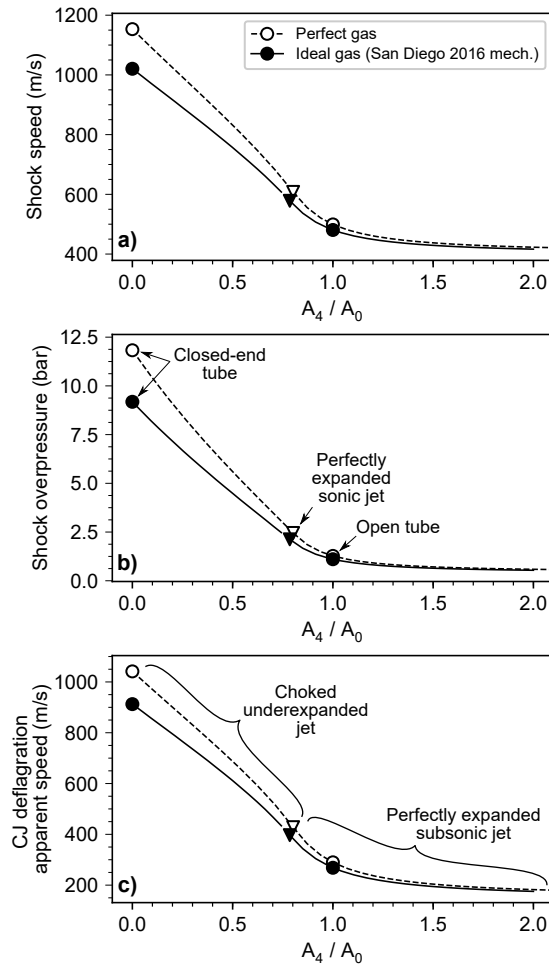 1200
1000
800
600
400
Shock speed (m/s)
Perfect gas
Ideal gas (San Diego 2016 mech.)
a)
0.0 0.5 1.0 1.5 2.0
A4 / A0
12.5
10.0
7.5
5.0
2.5
0.0
Shock overpressure (bar)
Closed-end
tube
Perfectly
expanded
sonic jet
Open tube
b)
0.0 0.5 1.0 1.5 2.0
A4 / A0
1000
800
600
400
200
CJ deflagration
apparent speed (m/s)
Choked
underexpanded
jet
Perfectly expanded
subsonic jet
c)
0.0 0.5 1.0 1.5 2.0
A4 / A0